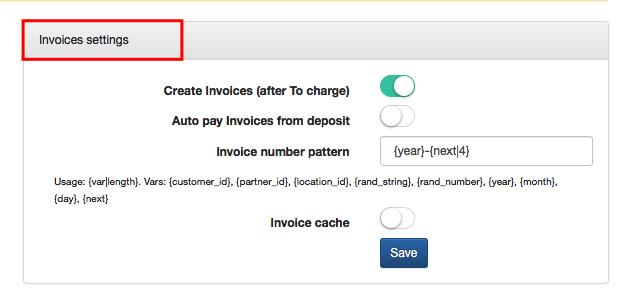 Invoices settings
Create Invoices (after To charge)
Auto pay Invoices from deposit
Invoice number pattern {year}-{next|4}
Usage: {var|length}. Vars: {customer_id}, {partner_id}, {location_id}, {rand_string}, {rand_number}, {year}, {month},
{day}, {next}
Invoice cache
Save